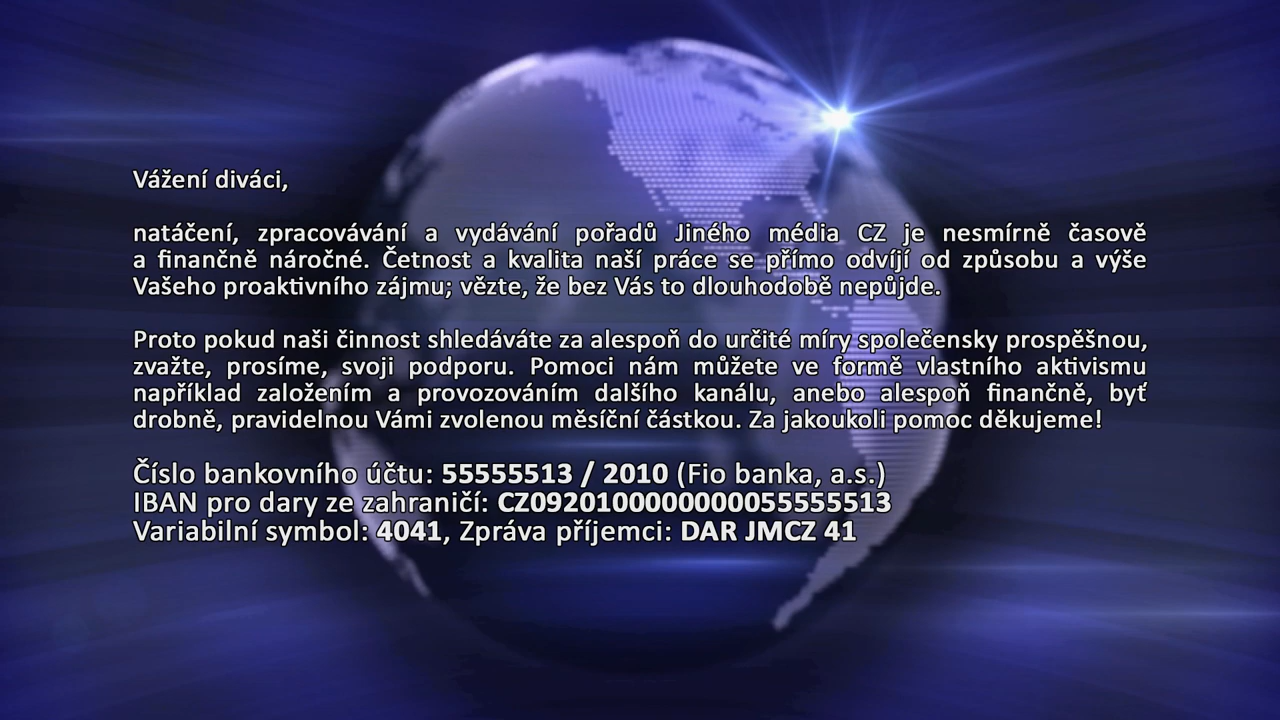 Vážení diváci,
natáčení, zpracovávání a vydávání pořadů Jiného média CZ je nesmírně časově
a finančně náročné. Četnost a kvalita naší práce se přímo odvíjí od způsobu a výše
Vašeho proaktivního zájmu; vězte, že bez Vás to dlouhodobě nepůjde.
Proto pokud naši činnost shledáváte za alespoň do určité míry společensky prospěšnou,
zvažte, prosíme, svoji podporu. Pomoci nám můžete ve formě vlastního aktivismu
například založením a provozováním dalšího kanálu, anebo alespoň finančně, byť
drobně, pravidelnou Vámi zvolenou měsíční částkou. Za jakoukoli pomoc děkujeme!
Číslo bankovního účtu: 55555513 / 2010 (Fio banka, a.s.)
IBAN pro dary ze zahraničí: CZ0920100000000055555513
Variabilní symbol: 4041, Zpráva příjemci: DAR JMCZ 41